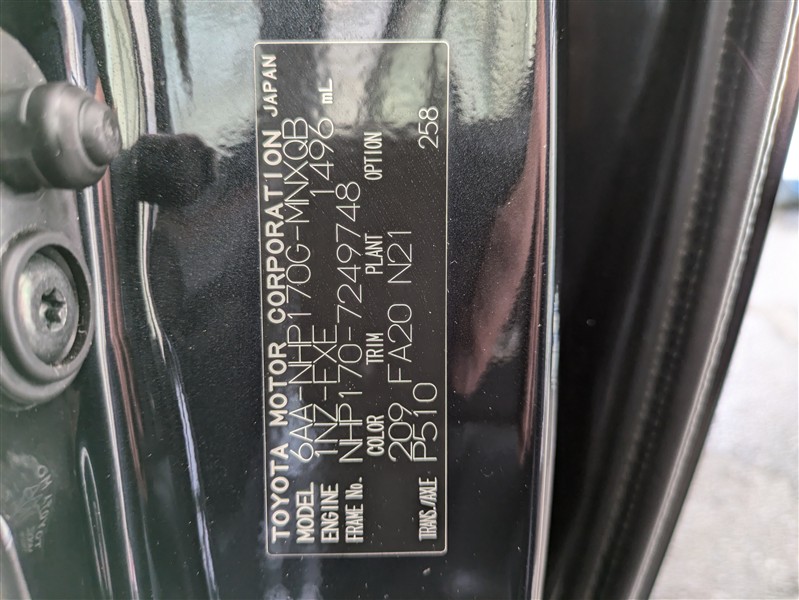 TOYOTA MOTOR CORPORATION JAPAN
MODEL 6AA-NHP170G-MNXQB
ENGINE 1NZ-EXE 1496 mL
FRAME No. NHP170-7249748
COLOR TRIM PLANT OPTION
209 FA20 N21 258
TRANS./AXLE P510